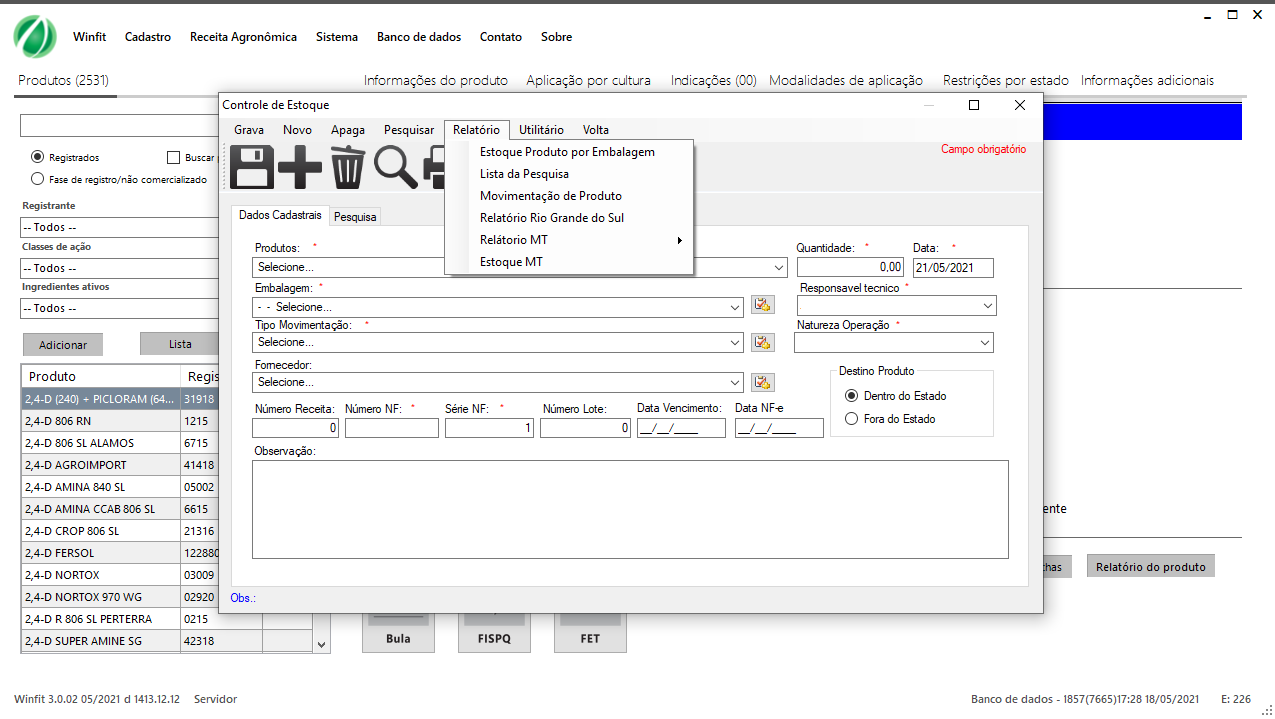 Winfit Cadastro Receita Agronômica Sistema Banco de dados Contato Sobre
Produtos (2531) Informações do produto Aplicação por cultura Indicações (00) Modalidades de aplicação Restrições por estado Informações adicionais
Controle de Estoque
Grava Novo Apaga Pesquisar Relatório Utilitário Volta
Campo obrigatório
Estoque Produto por Embalagem
Lista da Pesquisa
Movimentação de Produto
Relatório Rio Grande do Sul
Relátorio MT
Estoque MT
Registrados Buscar
Fase de registro/não comercializado
Registrante
-- Todos --
Classes de ação
-- Todos --
Ingredientes ativos
-- Todos --
Adicionar Lista
Dados Cadastrais Pesquisa
Produtos: * Quantidade: * Data: *
Selecione... 0,00 21/05/2021
Embalagem: * Responsavel tecnico *
- - Selecione...
Tipo Movimentação: * Natureza Operação *
Selecione...
Fornecedor:
Selecione...
Destino Produto
Dentro do Estado
Fora do Estado
Número Receita: Número NF: * Série NF: * Número Lote: Data Vencimento: Data NF-e
0 1 0 __/__/____ __/__/____
Observação:
Obs.:
Produto Regis
2,4-D (240) + PICLORAM (64... 31918
2,4-D 806 RN 1215
2,4-D 806 SL ALAMOS 6715
2,4-D AGROIMPORT 41418
2,4-D AMINA 840 SL 05002
2,4-D AMINA CCAB 806 SL 6615
2,4-D CROP 806 SL 21316
2,4-D FERSOL 122880
2,4-D NORTOX 03009
2,4-D NORTOX 970 WG 02920
2,4-D R 806 SL PERTERRA 0215
2,4-D SUPER AMINE SG 42318
ente
has Relatório do produto
Bula FISPQ FET
Winfit 3.0.02 05/2021 d 1413.12.12 Servidor Banco de dados - 1857(7665)17:28 18/05/2021 E: 226